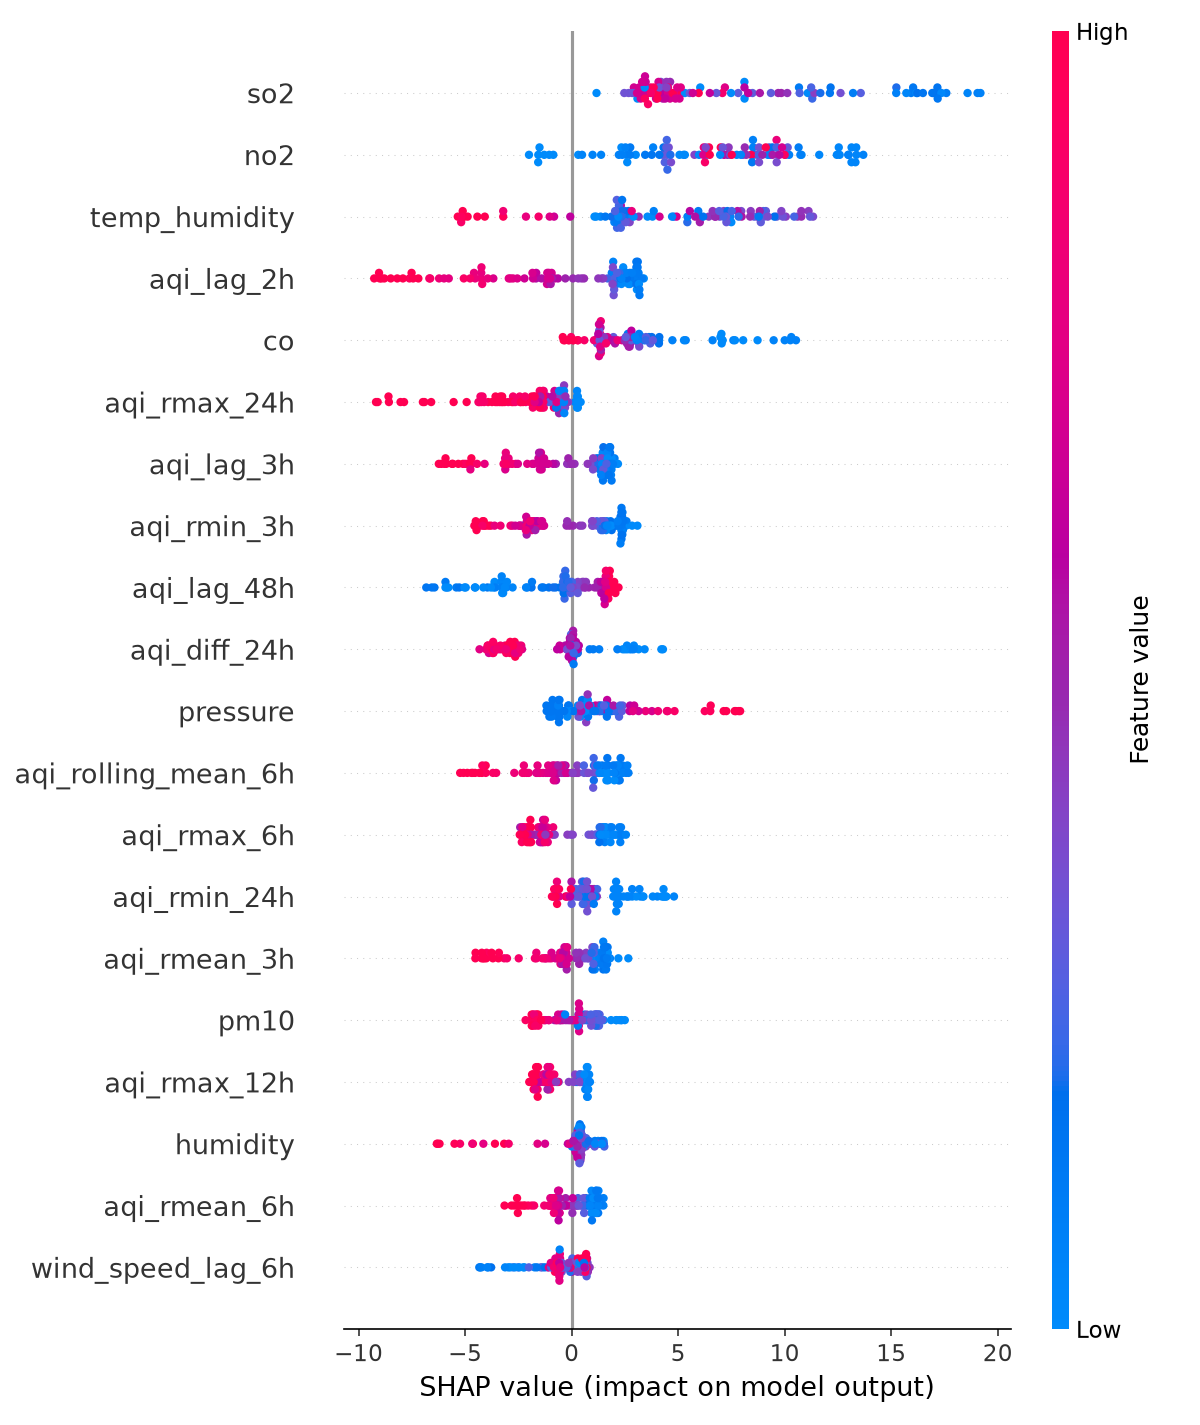 High
so2
no2
temp_humidity
aqi_lag_2h
co
aqi_rmax_24h
aqi_lag_3h
aqi_rmin_3h
aqi_lag_48h
aqi_diff_24h
pressure
aqi_rolling_mean_6h
aqi_rmax_6h
aqi_rmin_24h
aqi_rmean_3h
pm10
aqi_rmax_12h
humidity
aqi_rmean_6h
wind_speed_lag_6h
Feature value
Low
−10 −5 0 5 10 15 20
SHAP value (impact on model output)